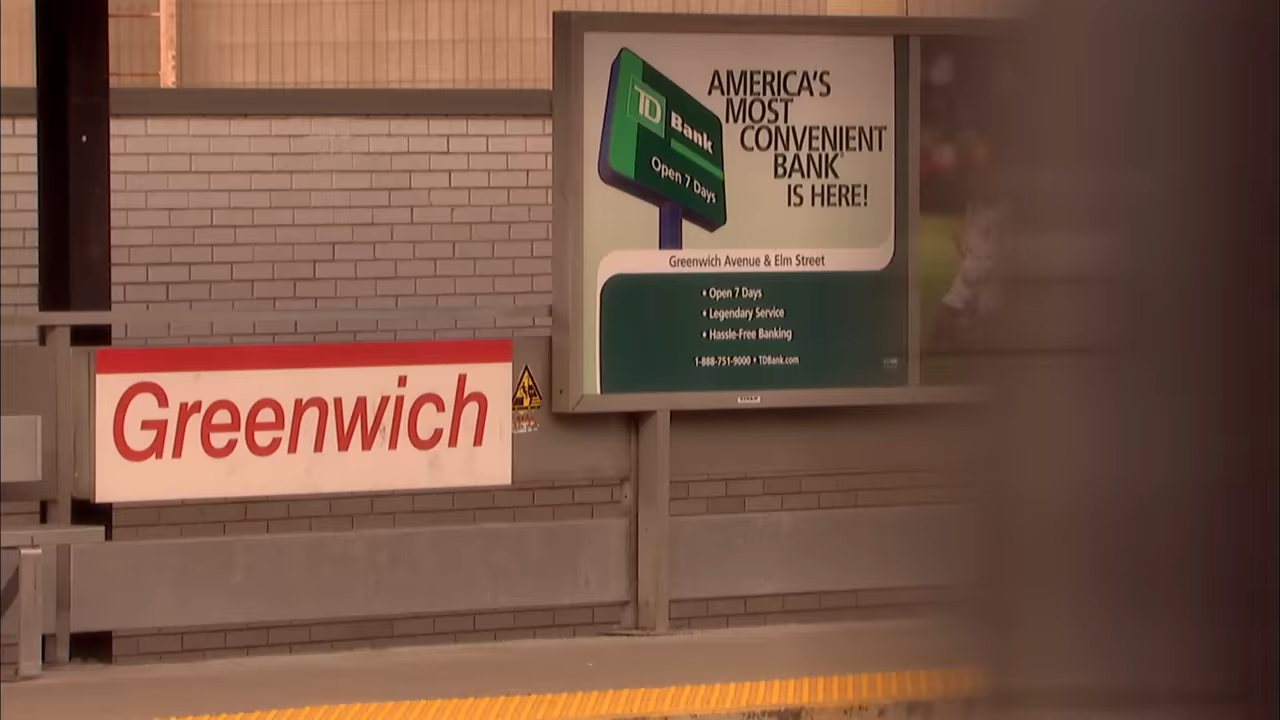 Greenwich
TD Bank
Open 7 Days
AMERICA'S
MOST
CONVENIENT
BANK
IS HERE!
Greenwich Avenue & Elm Street
• Open 7 Days
• Legendary Service
• Hassle-Free Banking
1-888-751-9000 • TDBank.com
TITAN